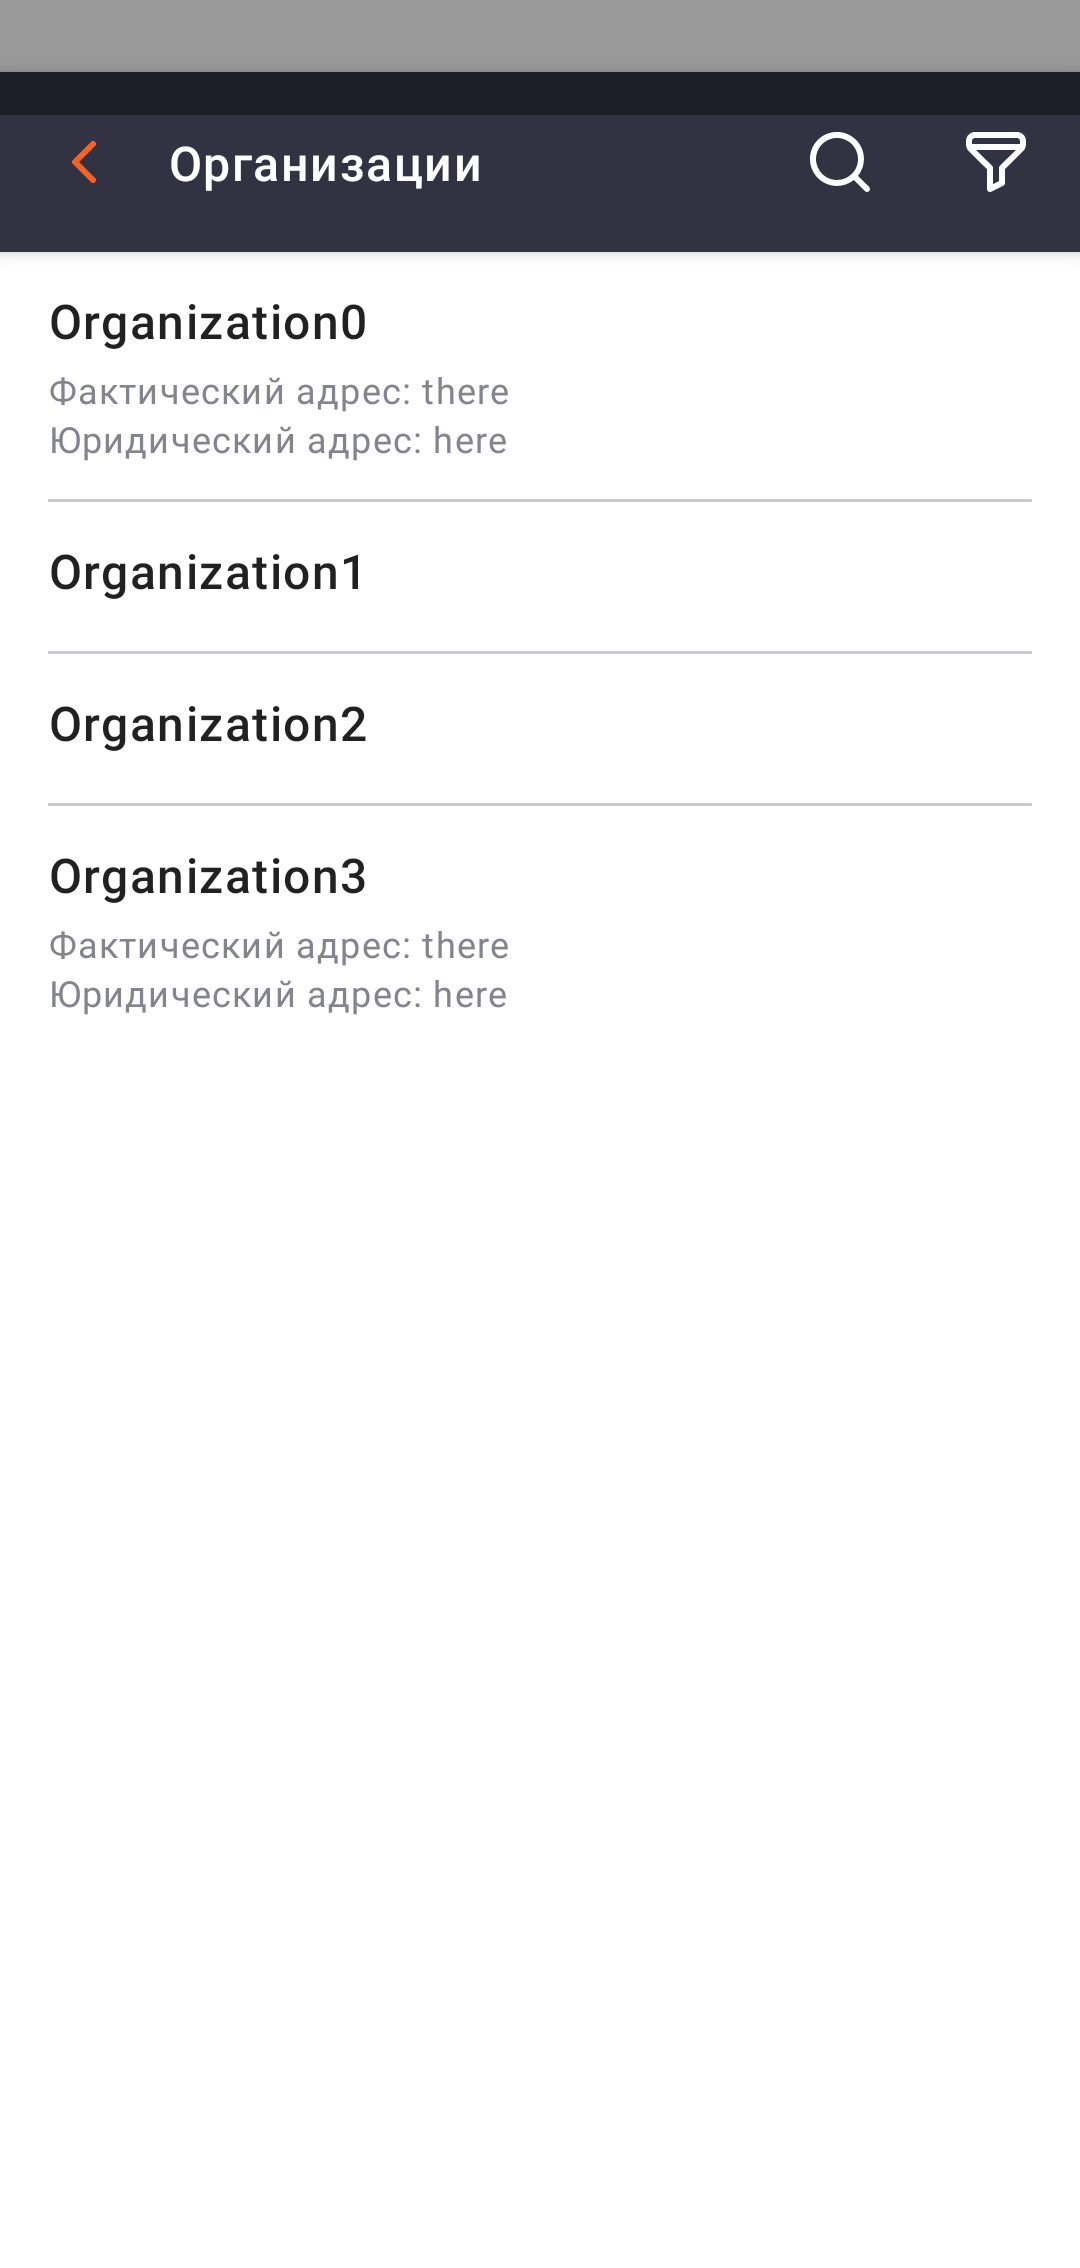 Организации
Organization0
Фактический адрес: there
Юридический адрес: here
Organization1
Organization2
Organization3
Фактический адрес: there
Юридический адрес: here